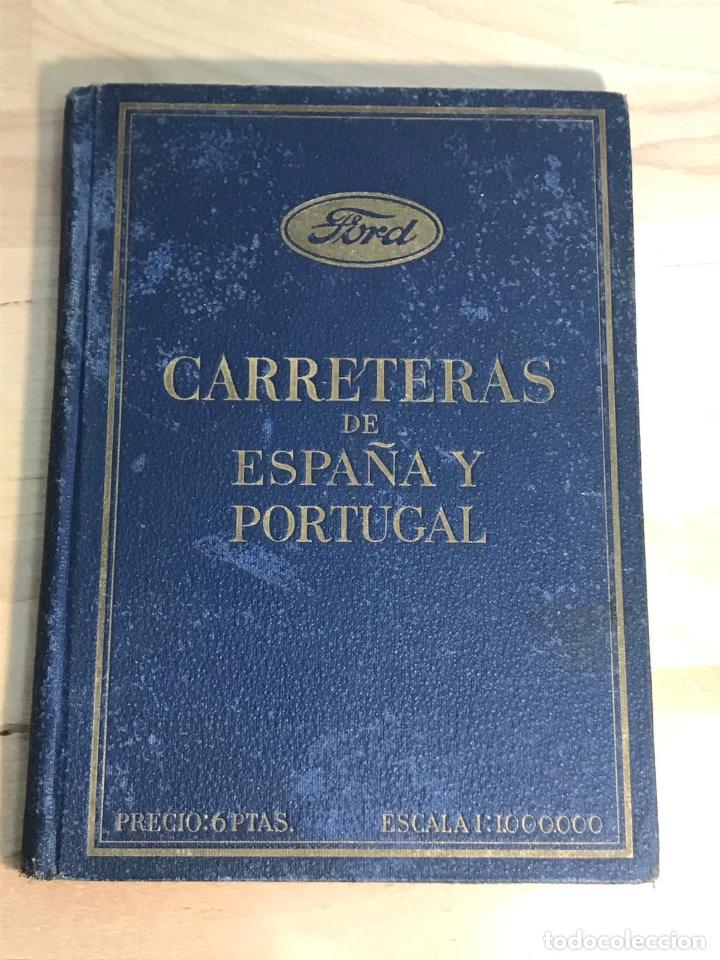 Ford
CARRETERAS
DE
ESPAÑA Y
PORTUGAL
PRECIO: 6 PTAS. ESCALA 1:1.000.000
todocoleccion